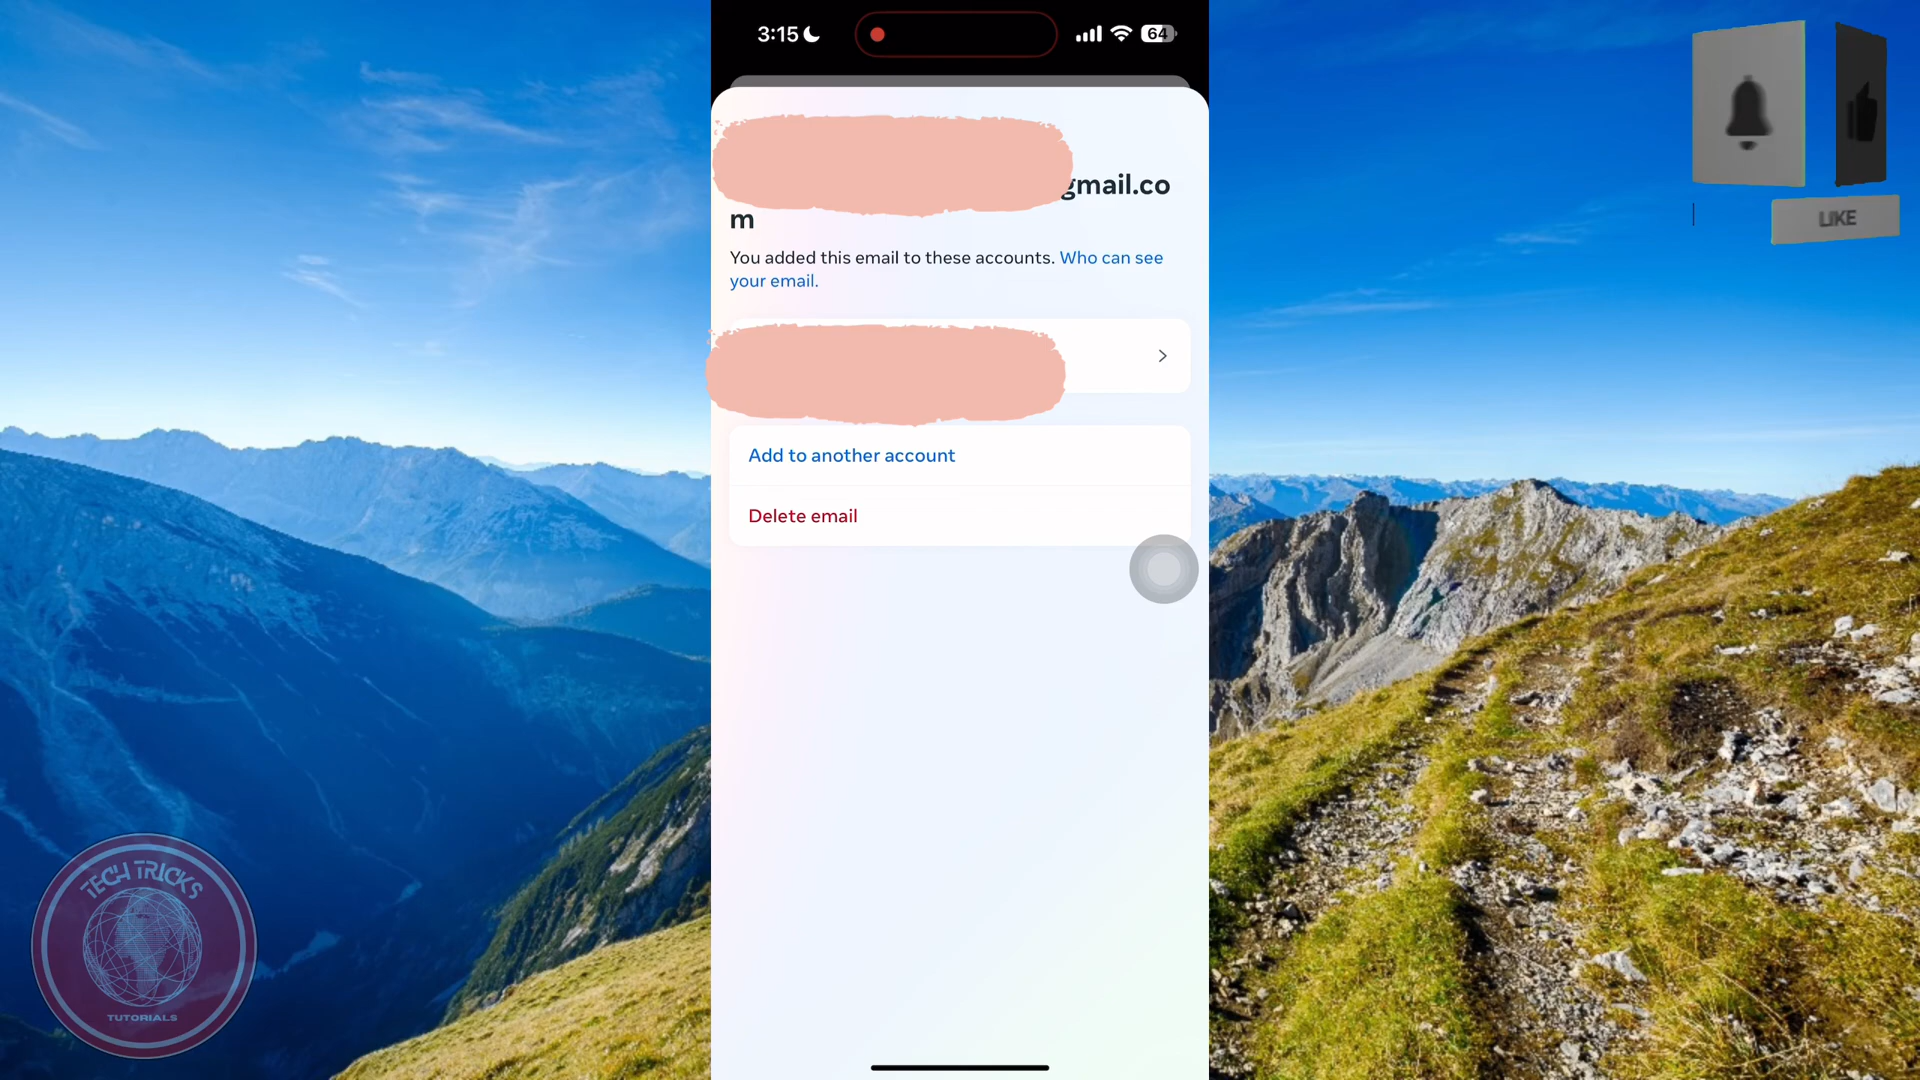 3:15
64
gmail.co
m
You added this email to these accounts. Who can see
your email.
Add to another account
Delete email
LIKE
TECH TRICKS
TUTORIALS